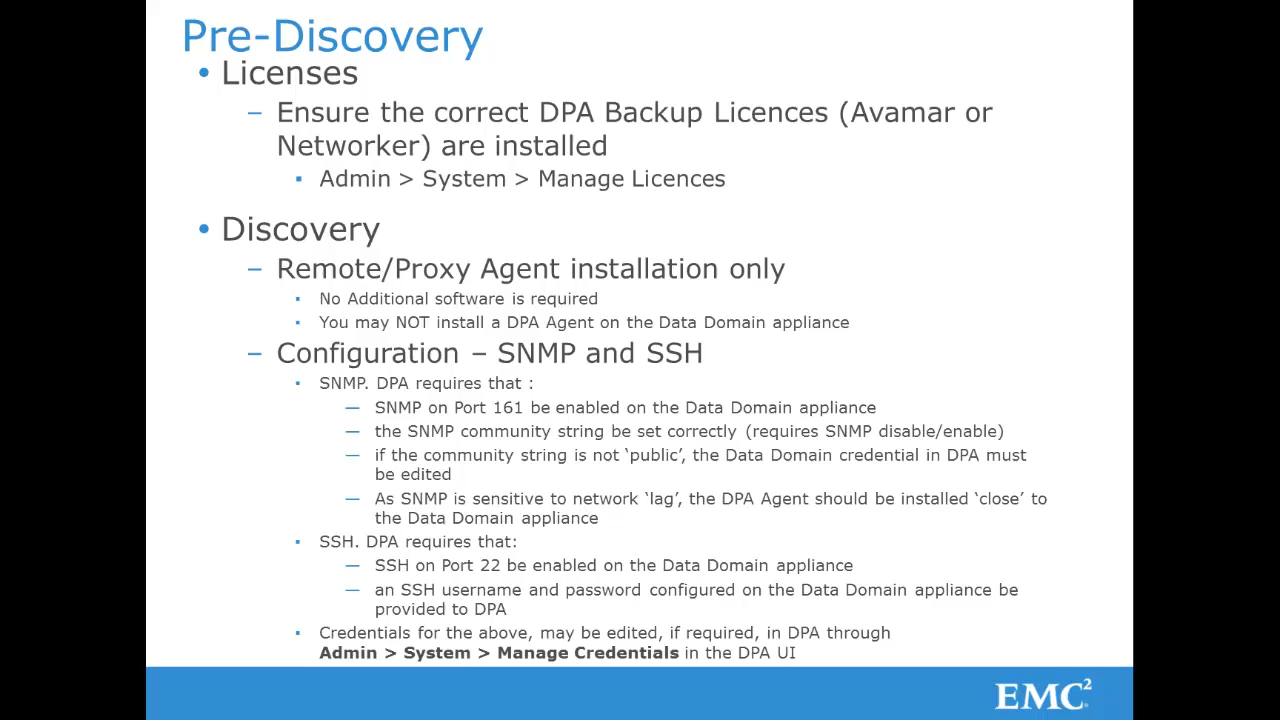 Pre-Discovery
• Licenses
– Ensure the correct DPA Backup Licences (Avamar or
Networker) are installed
▪ Admin > System > Manage Licences
• Discovery
– Remote/Proxy Agent installation only
▪ No Additional software is required
▪ You may NOT install a DPA Agent on the Data Domain appliance
– Configuration – SNMP and SSH
▪ SNMP. DPA requires that :
— SNMP on Port 161 be enabled on the Data Domain appliance
— the SNMP community string be set correctly (requires SNMP disable/enable)
— if the community string is not ‘public’, the Data Domain credential in DPA must
be edited
— As SNMP is sensitive to network ‘lag’, the DPA Agent should be installed ‘close’ to
the Data Domain appliance
▪ SSH. DPA requires that:
— SSH on Port 22 be enabled on the Data Domain appliance
— an SSH username and password configured on the Data Domain appliance be
provided to DPA
▪ Credentials for the above, may be edited, if required, in DPA through
Admin > System > Manage Credentials in the DPA UI
EMC²